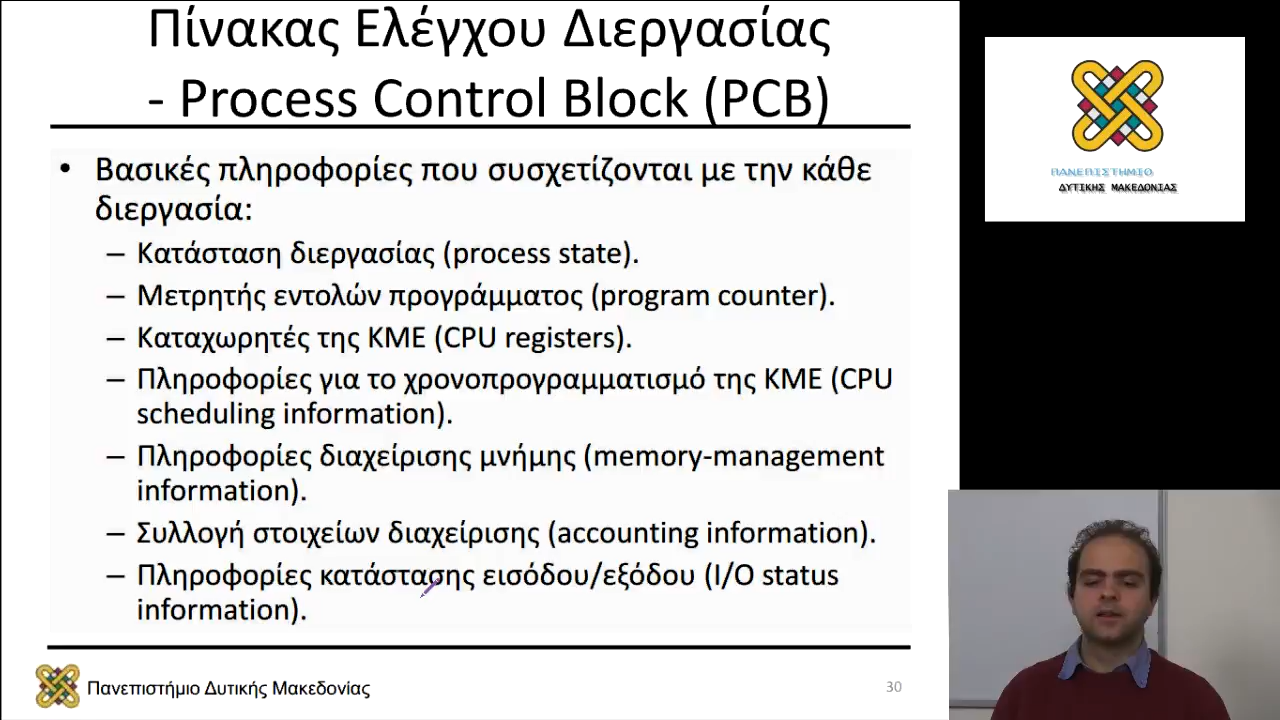 Πίνακας Ελέγχου Διεργασίας
- Process Control Block (PCB)
• Βασικές πληροφορίες που συσχετίζονται με την κάθε
διεργασία:
– Κατάσταση διεργασίας (process state).
– Μετρητής εντολών προγράμματος (program counter).
– Καταχωρητές της ΚΜΕ (CPU registers).
– Πληροφορίες για το χρονοπρογραμματισμό της ΚΜΕ (CPU
scheduling information).
– Πληροφορίες διαχείρισης μνήμης (memory-management
information).
– Συλλογή στοιχείων διαχείρισης (accounting information).
– Πληροφορίες κατάστασης εισόδου/εξόδου (I/O status
information).
Πανεπιστήμιο Δυτικής Μακεδονίας
30
ΠΑΝΕΠΙΣΤΗΜΙΟ
ΔΥΤΙΚΗΣ ΜΑΚΕΔΟΝΙΑΣ